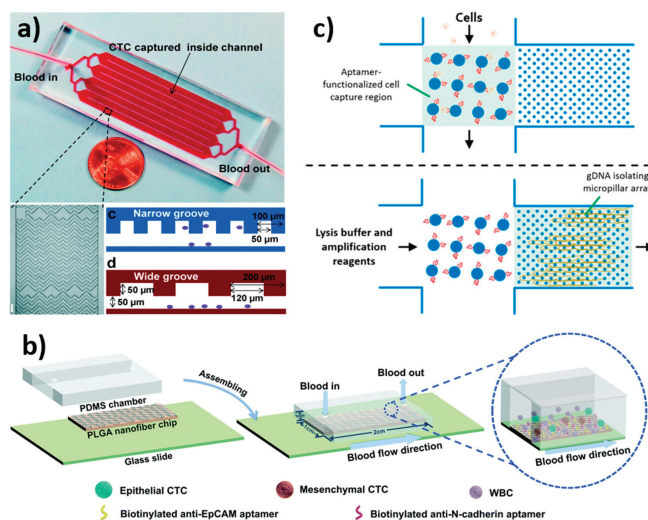 a)
CTC captured inside channel
Blood in
Blood out
c
Narrow groove
100 µm
50 µm
d
Wide groove
200 µm
50 µm
50 µm
120 µm
c)
Cells
Aptamer-
functionalized cell
capture region
gDNA isolating
micropillar array
Lysis buffer and
amplification
reagents
b)
PDMS chamber
PLGA nanofiber chip
Glass slide
Assembling
Blood in
Blood out
2cm
Blood flow direction
Blood flow direction
Epithelial CTC
Mesenchymal CTC
WBC
Biotinylated anti-EpCAM aptamer
Biotinylated anti-N-cadherin aptamer